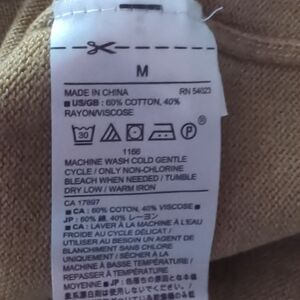 M
MADE IN CHINA RN 54023
■ US/GB : 60% COTTON, 40%
RAYON/VISCOSE
30
P
1166
MACHINE WASH COLD GENTLE
CYCLE / ONLY NON-CHLORINE
BLEACH WHEN NEEDED / TUMBLE
DRY LOW / WARM IRON
CA 17897
■ CA : 60% COTON, 40% VISCOSE ■
JP : 60% 綿, 40% レーヨン
■ CA : LAVER À LA MACHINE À L'EAU
FROIDE AU CYCLE DÉLICAT /
UTILISER AU BESOIN UN AGENT DE
BLANCHIMENT SANS CHLORE
UNIQUEMENT / SÉCHER À LA
MACHINE À BASSE TEMPÉRATURE /
REPASSER À TEMPÉRATURE
MOYENNE ■ JP :